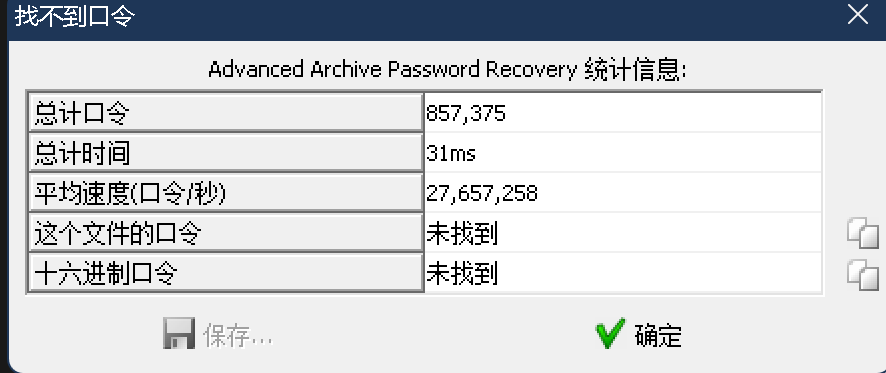 找不到口令
Advanced Archive Password Recovery 统计信息:
总计口令 857,375
总计时间 31ms
平均速度(口令/秒) 27,657,258
这个文件的口令 未找到
十六进制口令 未找到
保存... 确定